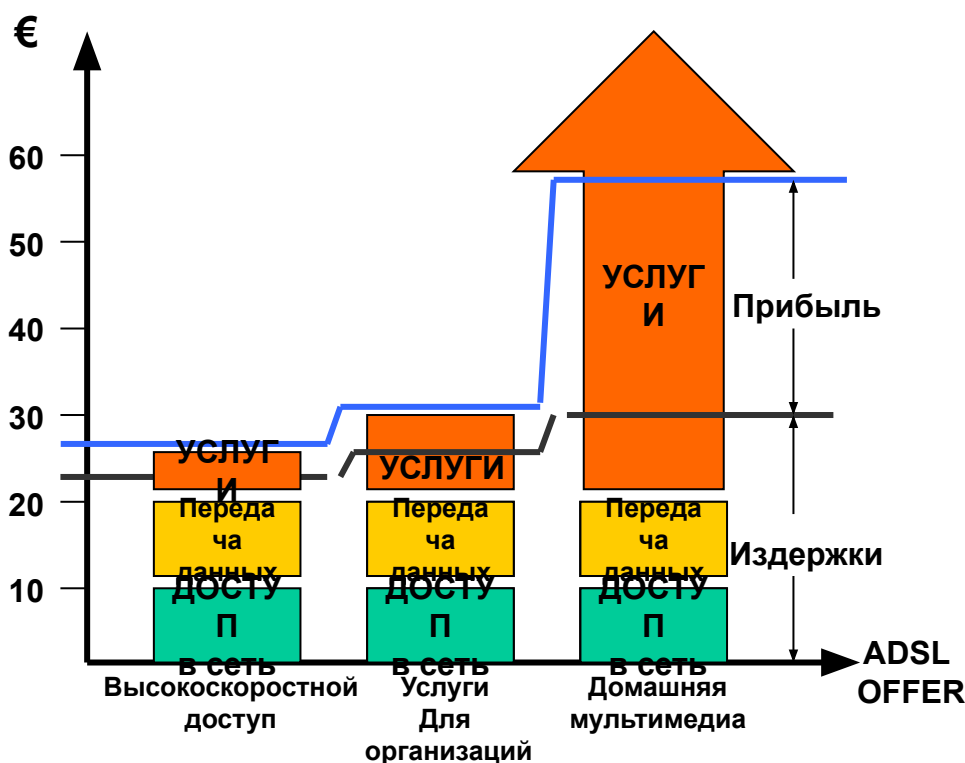 €
60
50
40
30
20
10
УСЛУГ
И
Передa
ча
данных
ДОСТУ
П
в сеть
УСЛУГИ
Переда
ча
данных
ДОСТУ
П
в сеть
УСЛУГ
И
Переда
ча
данных
ДОСТУ
П
в сеть
Прибыль
Издержки
ADSL
OFFER
Высокоскоростной
доступ
Услуги
Для
организаций
Домашняя
мультимедиа